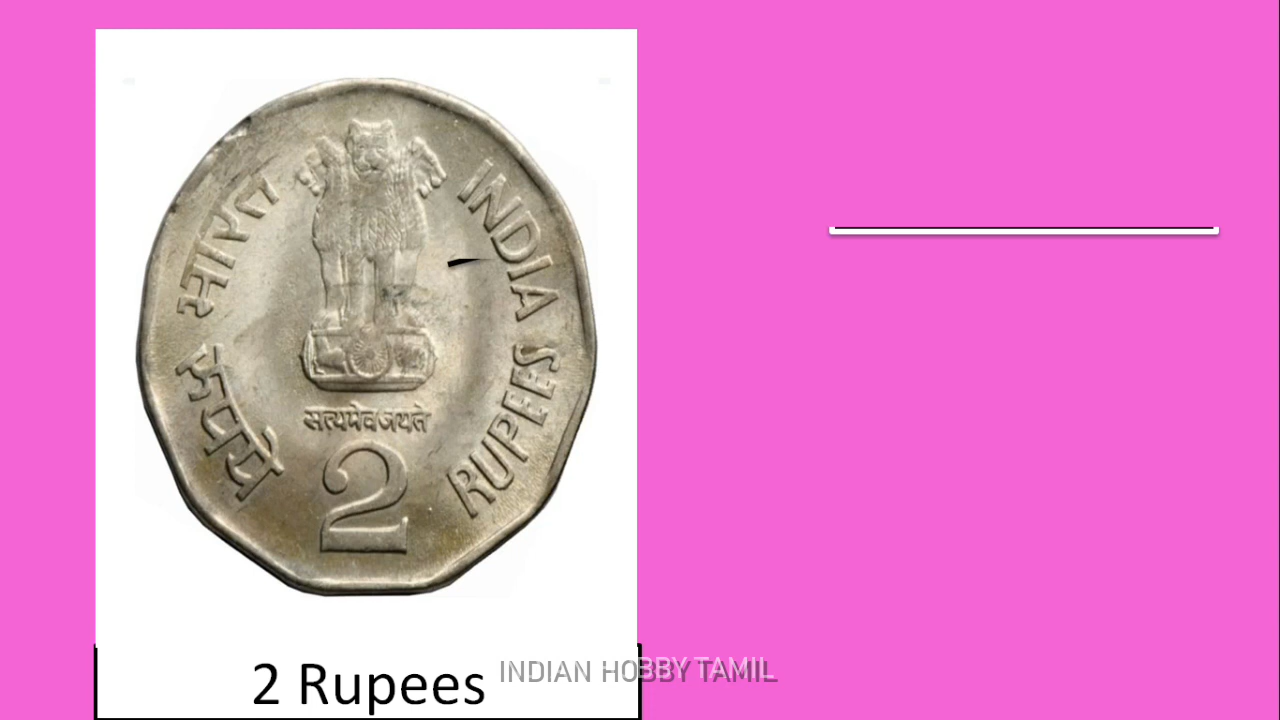 भारत
INDIA
रुपये
RUPEES
सत्यमेव जयते
2
2 Rupees
INDIAN HOBBY TAMIL